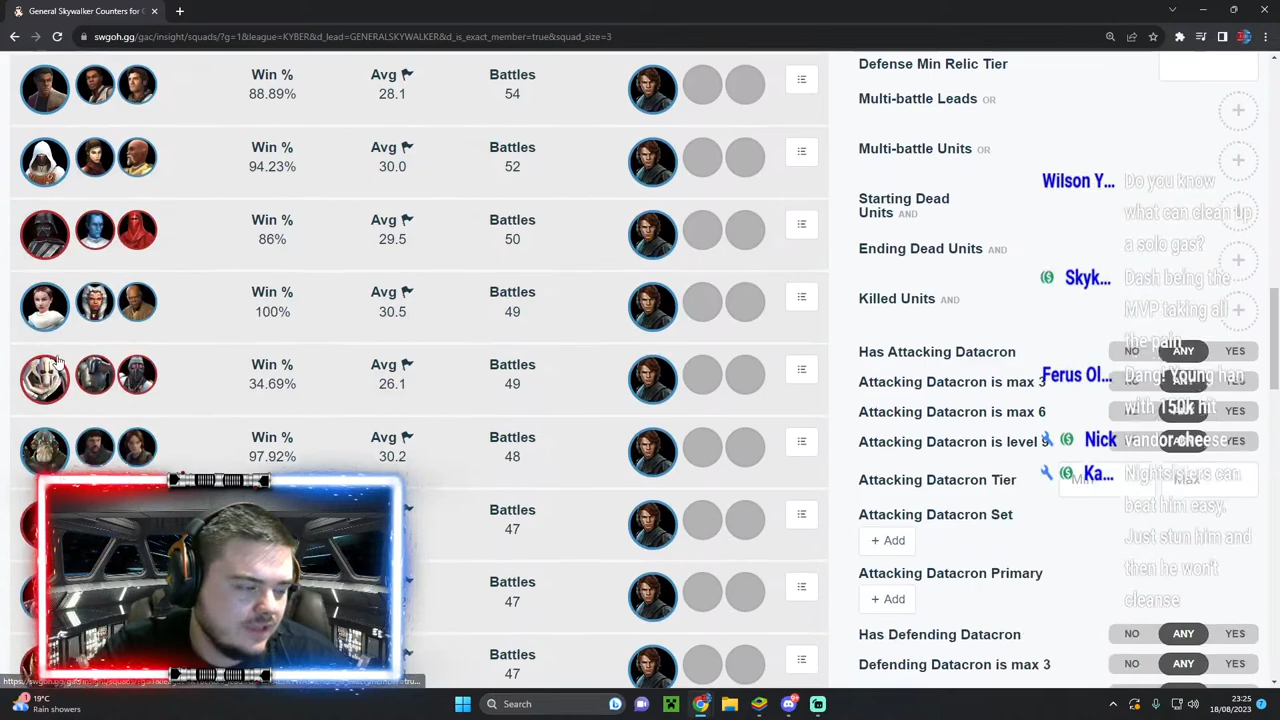 General Skywalker Counters for G
swgoh.gg/gac/insight/squads/?g=1&league=KYBER&d_lead=GENERALSKYWALKER&d_is_exact_member=true&squad_size=3
Win % Avg Battles
88.89% 28.1 54
Win % Avg Battles
94.23% 30.0 52
Win % Avg Battles
86% 29.5 50
Win % Avg Battles
100% 30.5 49
Win % Avg Battles
34.69% 26.1 49
Win % Avg Battles
97.92% 30.2 48
Battles
47
Battles
47
Battles
47
Defense Min Relic Tier
Multi-battle Leads OR
Multi-battle Units OR
Starting Dead
Units AND
Ending Dead Units AND
Killed Units AND
Has Attacking Datacron NO ANY YES
Attacking Datacron is max 3 NO ANY YES
Attacking Datacron is max 6 NO YES
Attacking Datacron is level 9 YES
Attacking Datacron Tier
Attacking Datacron Set
+ Add
Attacking Datacron Primary
+ Add
Has Defending Datacron NO ANY YES
Defending Datacron is max 3 NO ANY YES
Wilson Y... Do you know
what can clean up
a solo gas?
Skyk... Dash being the
MVP taking all
the pain
Ferus Ol... Dang! Young han
with 150k hit
Nick vandor cheese
Ka... Nightsisters can
beat him easy.
Just stun him and
then he won't
cleanse
19°C
Rain showers
Search
23:25
18/08/2023